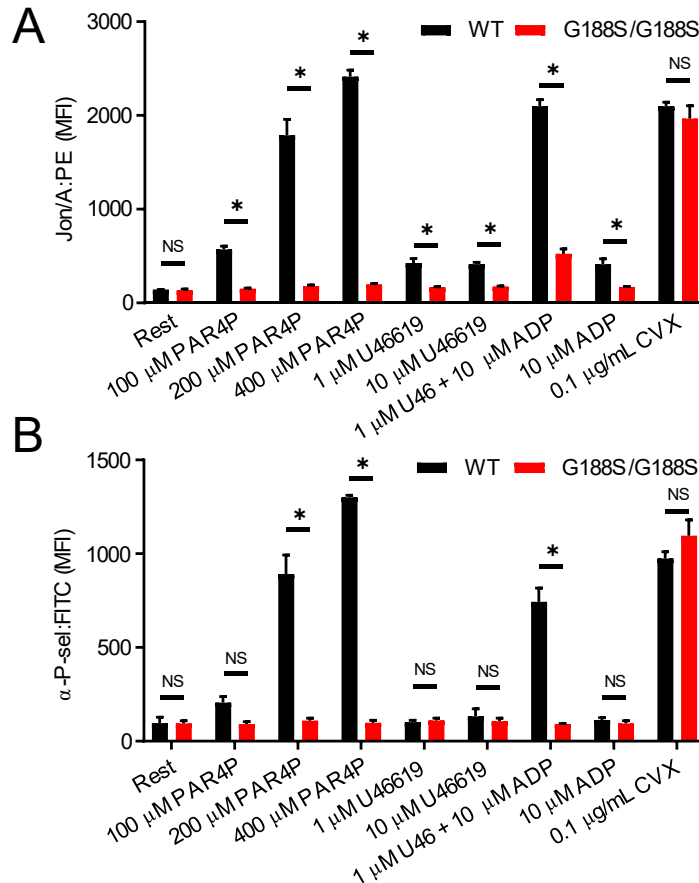 A
3000
2000
1000
0
Jon/A:PE (MFI)
WT
G188S/G188S
NS
*
*
*
*
*
*
*
NS
Rest
100 μM PAR4P
200 μM PAR4P
400 μM PAR4P
1 μM U46619
10 μM U46619
1 μM U46 + 10 μM ADP
10 μM ADP
0.1 μg/mL CVX
B
1500
1000
500
0
α-P-sel:FITC (MFI)
WT
G188S/G188S
NS
NS
*
*
NS
NS
*
NS
NS
Rest
100 μM PAR4P
200 μM PAR4P
400 μM PAR4P
1 μM U46619
10 μM U46619
1 μM U46 + 10 μM ADP
10 μM ADP
0.1 μg/mL CVX